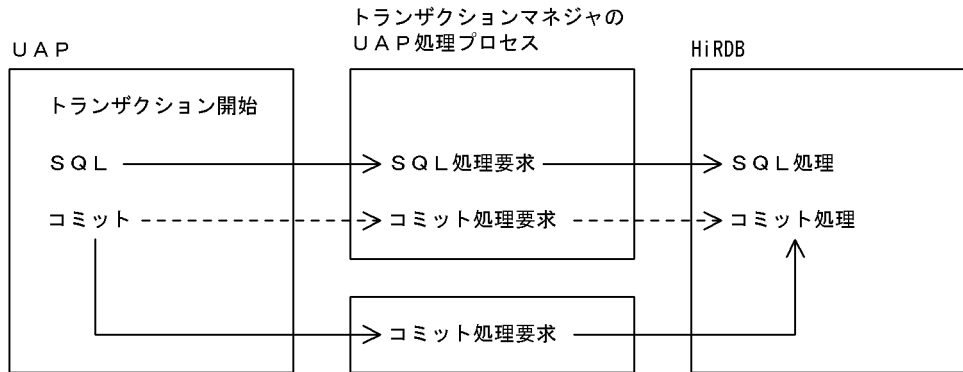 トランザクションマネジャの
ＵＡＰ処理プロセス
ＵＡＰ
HiRDB
トランザクション開始
ＳＱＬ
ＳＱＬ処理要求
ＳＱＬ処理
コミット
コミット処理要求
コミット処理
コミット処理要求